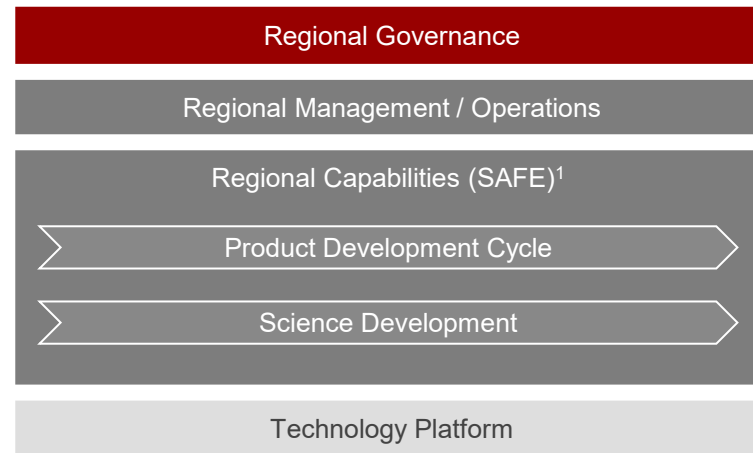 Regional Governance
Regional Management / Operations
Regional Capabilities (SAFE)¹
Product Development Cycle
Science Development
Technology Platform